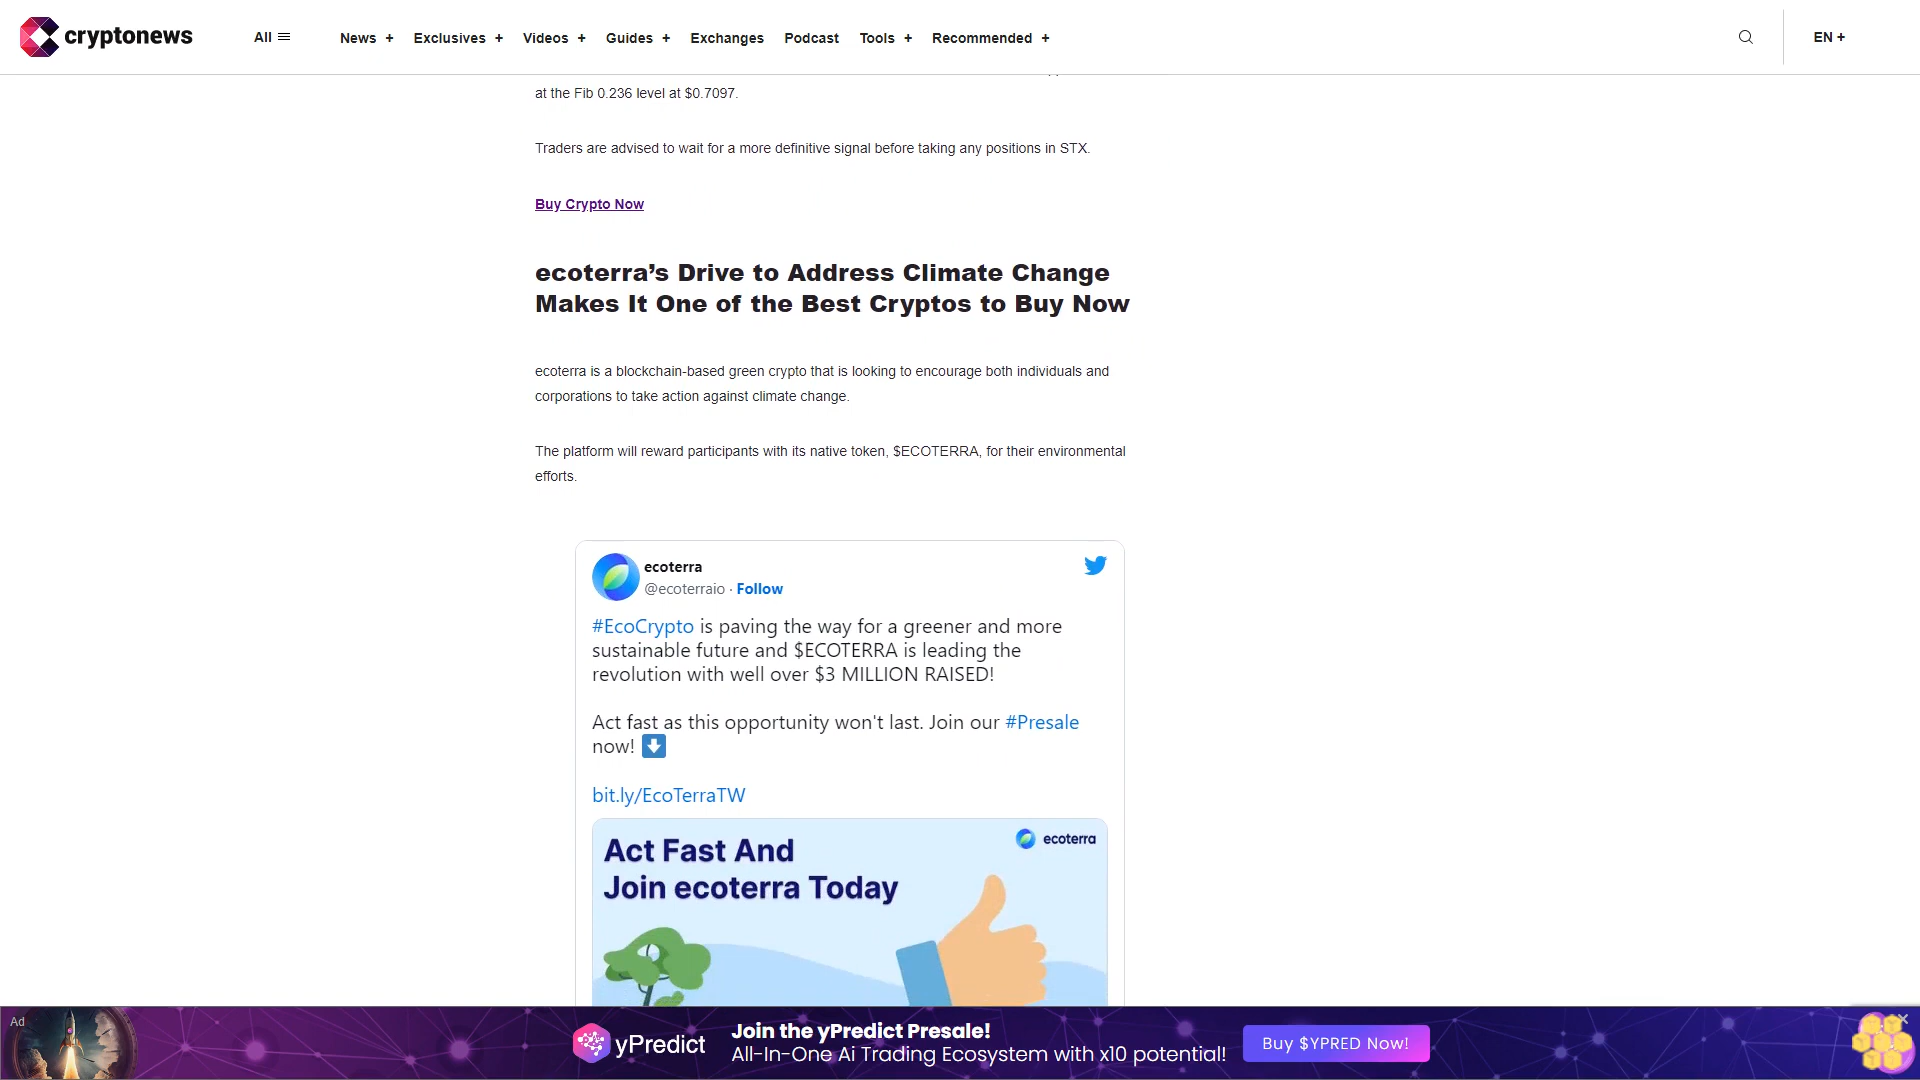 cryptonews
All
News +
Exclusives +
Videos +
Guides +
Exchanges
Podcast
Tools +
Recommended +
EN +
at the Fib 0.236 level at $0.7097.
Traders are advised to wait for a more definitive signal before taking any positions in STX.
Buy Crypto Now
ecoterra’s Drive to Address Climate Change
Makes It One of the Best Cryptos to Buy Now
ecoterra is a blockchain-based green crypto that is looking to encourage both individuals and
corporations to take action against climate change.
The platform will reward participants with its native token, $ECOTERRA, for their environmental
efforts.
ecoterra
@ecoterraio · Follow
#EcoCrypto is paving the way for a greener and more
sustainable future and $ECOTERRA is leading the
revolution with well over $3 MILLION RAISED!
Act fast as this opportunity won't last. Join our #Presale
now! ⬇️
bit.ly/EcoTerraTW
ecoterra
Act Fast And
Join ecoterra Today
Ad
yPredict
Join the yPredict Presale!
All-In-One Ai Trading Ecosystem with x10 potential!
Buy $YPRED Now!